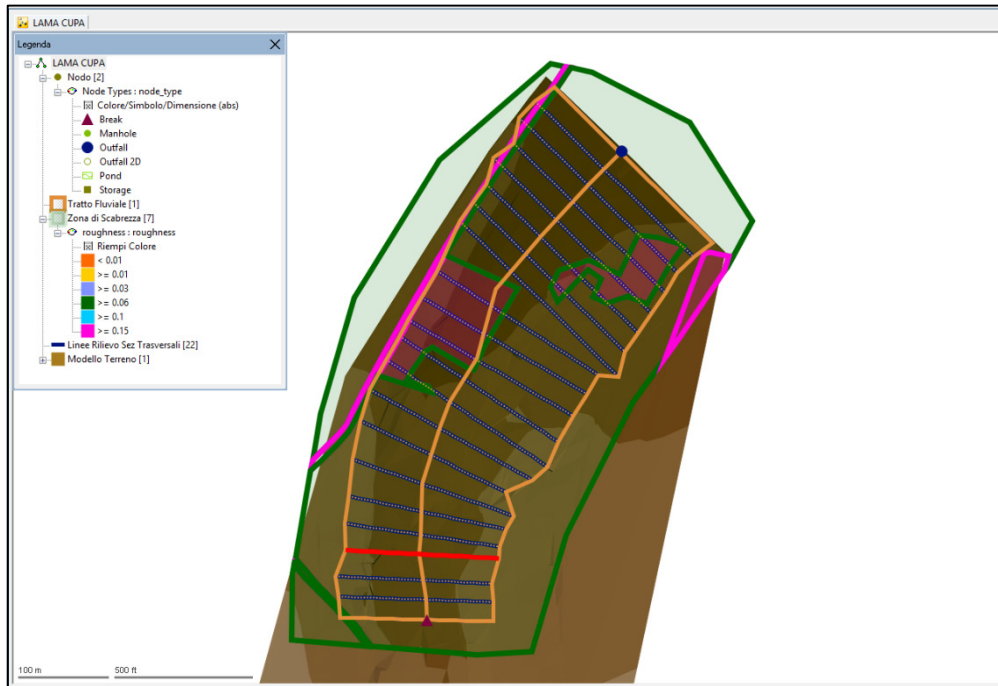 LAMA CUPA
Legenda
LAMA CUPA
Nodo [2]
Node Types : node_type
Colore/Simbolo/Dimensione (abs)
Break
Manhole
Outfall
Outfall 2D
Pond
Storage
Tratto Fluviale [1]
Zona di Scabrezza [7]
roughness : roughness
Riempi Colore
< 0.01
>= 0.01
>= 0.03
>= 0.06
>= 0.1
>= 0.15
Linee Rilievo Sez Trasversali [22]
Modello Terreno [1]
100 m 500 ft